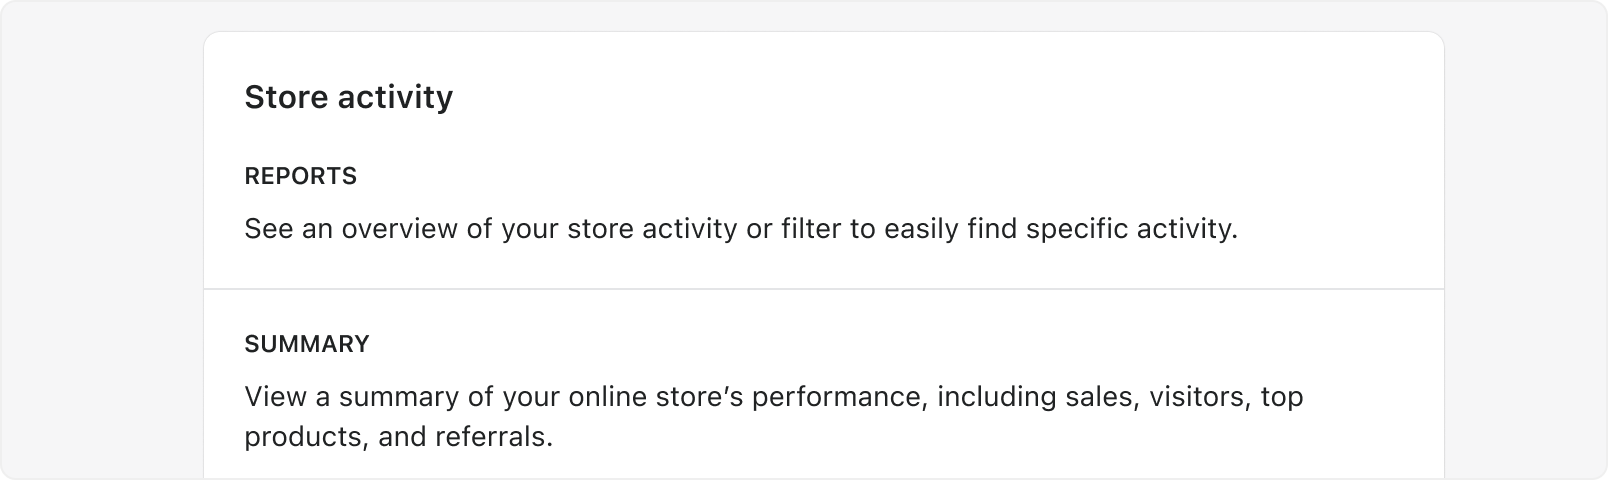 Store activity
REPORTS
See an overview of your store activity or filter to easily find specific activity.
SUMMARY
View a summary of your online store’s performance, including sales, visitors, top
products, and referrals.